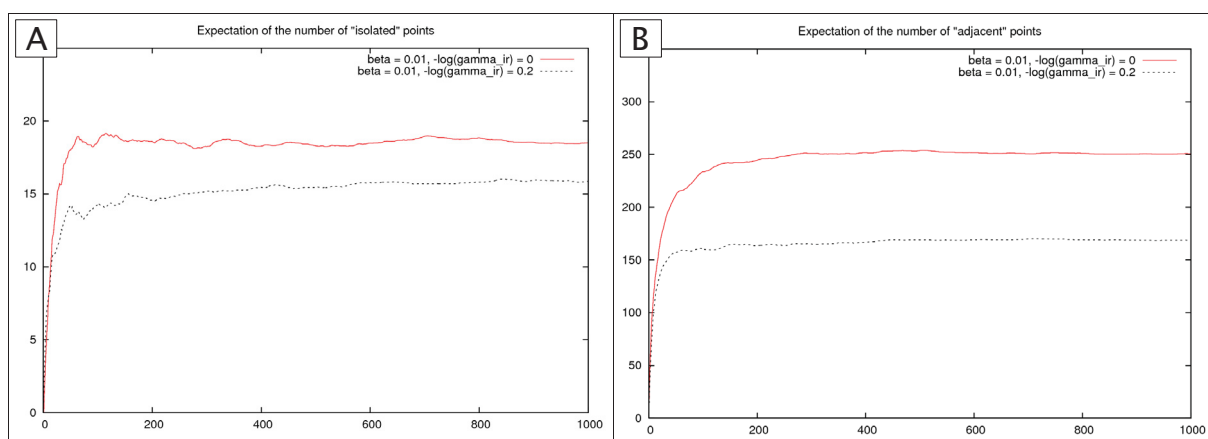 A
Expectation of the number of "isolated" points
beta = 0.01, -log(gamma_ir) = 0
beta = 0.01, -log(gamma_ir) = 0.2
20
15
10
5
0
0 200 400 600 800 1000
B
Expectation of the number of "adjacent" points
beta = 0.01, -log(gamma_ir) = 0
beta = 0.01, -log(gamma_ir) = 0.2
300
250
200
150
100
50
0
0 200 400 600 800 1000